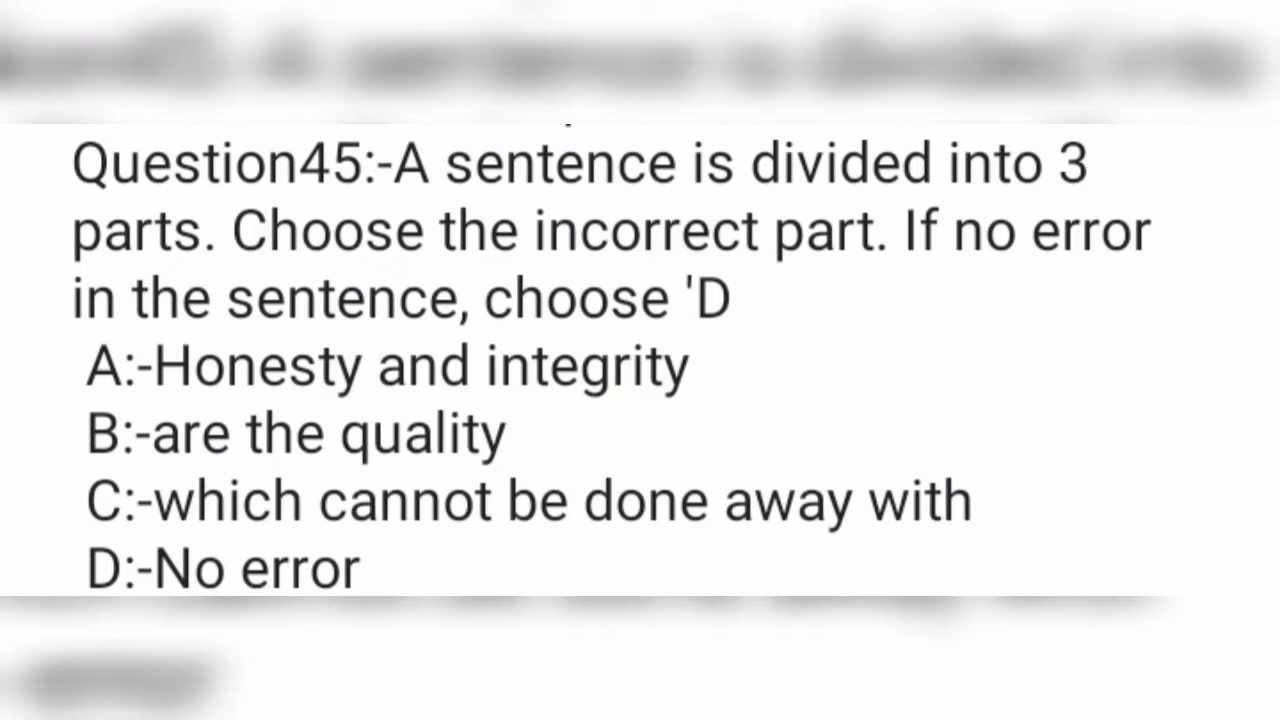 Question45:-A sentence is divided into 3
parts. Choose the incorrect part. If no error
in the sentence, choose 'D
A:-Honesty and integrity
B:-are the quality
C:-which cannot be done away with
D:-No error